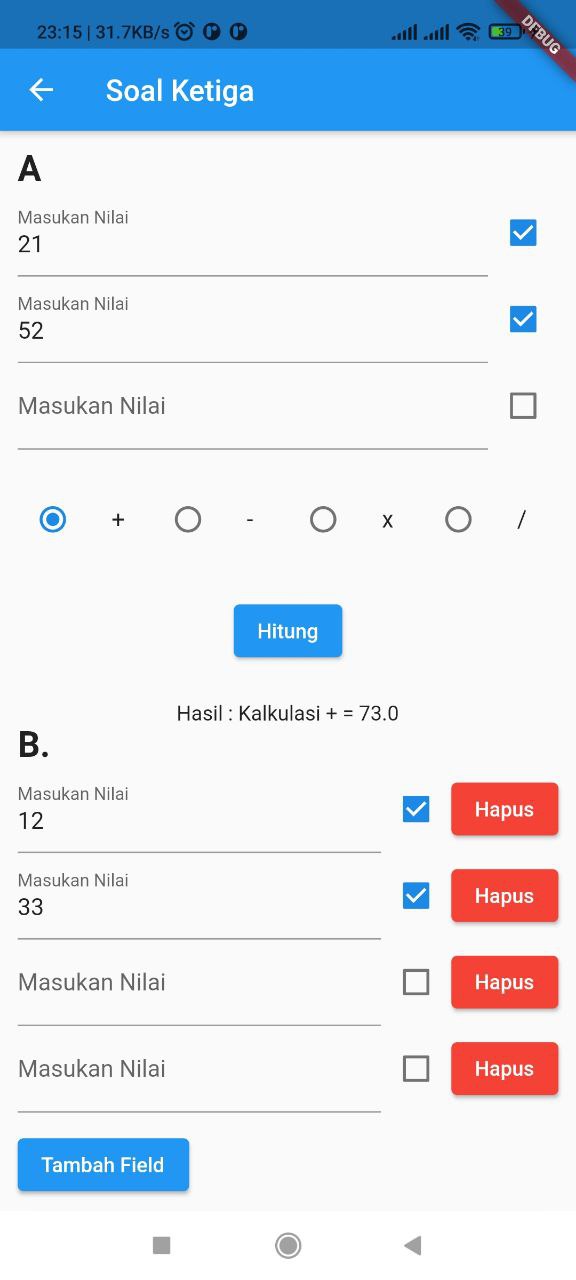 23:15 | 31.7KB/s
39
DEBUG
Soal Ketiga
A
Masukan Nilai
21
Masukan Nilai
52
Masukan Nilai
+ - x /
Hitung
Hasil : Kalkulasi + = 73.0
B.
Masukan Nilai
12
Hapus
Masukan Nilai
33
Hapus
Masukan Nilai
Hapus
Masukan Nilai
Hapus
Tambah Field